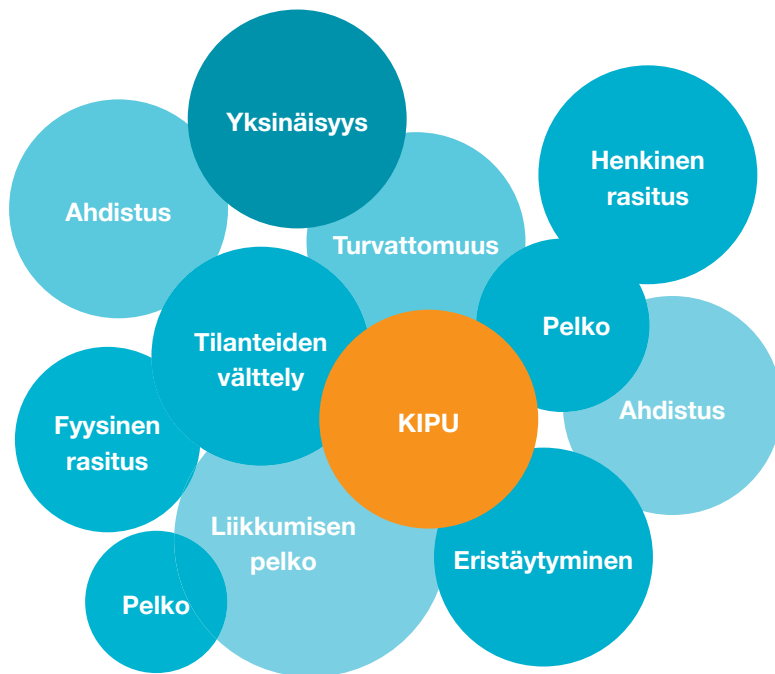 Yksinäisyys
Henkinen
rasitus
Ahdistus
Turvattomuus
Pelko
Tilanteiden
välttely
Ahdistus
KIPU
Fyysinen
rasitus
Liikkumisen
pelko
Eristäytyminen
Pelko